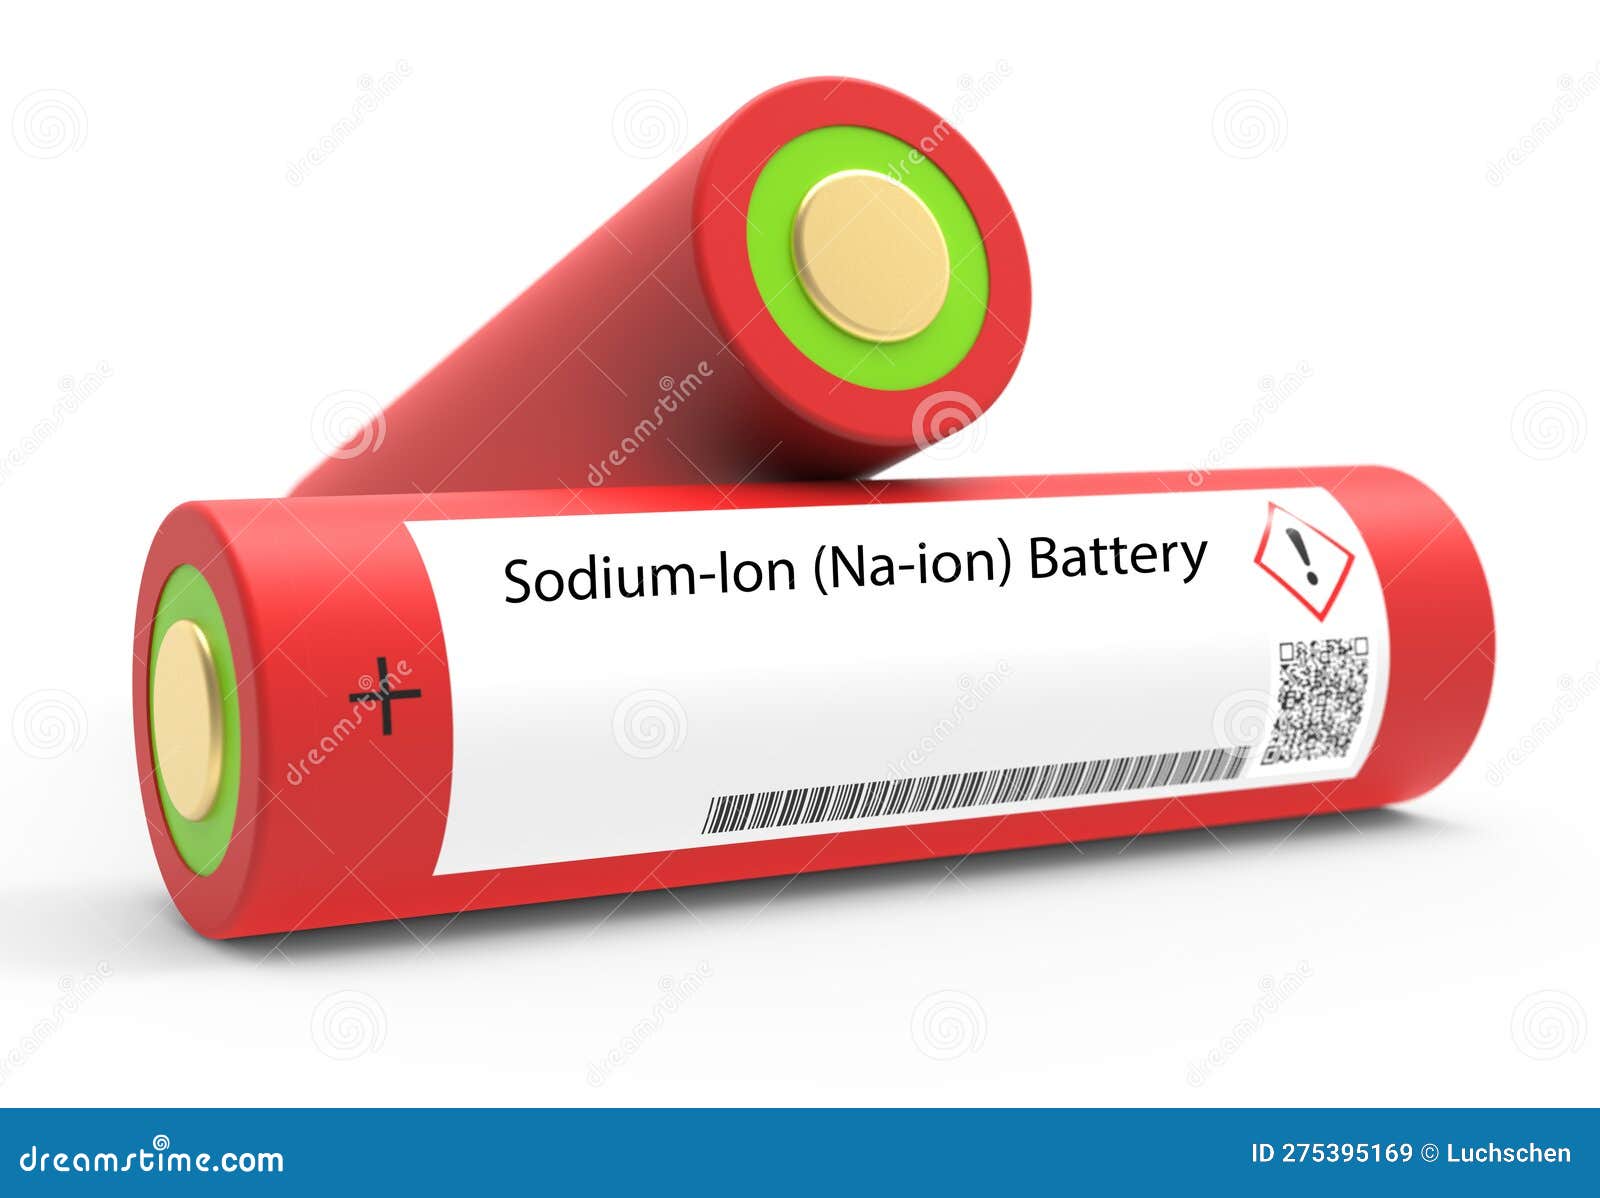 Sodium-Ion (Na-ion) Battery
+
dreamstime.com
ID 275395169 © Luchschen